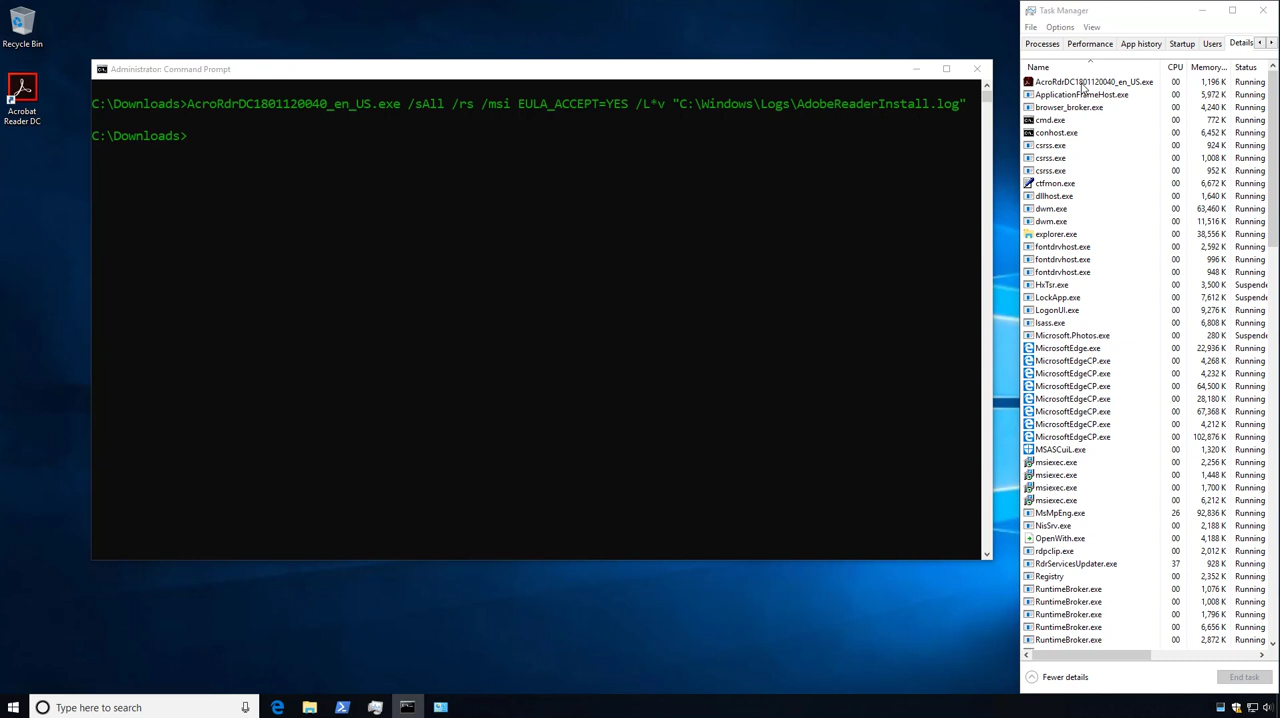 Recycle Bin
Acrobat
Reader DC
Administrator: Command Prompt
C:\Downloads>AcroRdrDC1801120040_en_US.exe /sAll /rs /msi EULA_ACCEPT=YES /L*v "C:\Windows\Logs\AdobeReaderInstall.log"
C:\Downloads>
Task Manager
File Options View
Processes Performance App history Startup Users Details
Name CPU Memory... Status
AcroRdrDC1801120040_en_US.exe 00 1,196 K Running
ApplicationFrameHost.exe 00 5,972 K Running
browser_broker.exe 00 4,240 K Running
cmd.exe 00 772 K Running
conhost.exe 00 6,452 K Running
csrss.exe 00 924 K Running
csrss.exe 00 1,008 K Running
csrss.exe 00 952 K Running
ctfmon.exe 00 6,672 K Running
dllhost.exe 00 1,640 K Running
dwm.exe 00 63,460 K Running
dwm.exe 00 11,516 K Running
explorer.exe 00 38,556 K Running
fontdrvhost.exe 00 2,592 K Running
fontdrvhost.exe 00 996 K Running
fontdrvhost.exe 00 948 K Running
HxTsr.exe 00 3,500 K Suspende
LockApp.exe 00 7,612 K Suspende
LogonUI.exe 00 9,276 K Running
lsass.exe 00 6,808 K Running
Microsoft.Photos.exe 00 280 K Suspende
MicrosoftEdge.exe 00 22,936 K Running
MicrosoftEdgeCP.exe 00 4,268 K Running
MicrosoftEdgeCP.exe 00 4,232 K Running
MicrosoftEdgeCP.exe 00 64,500 K Running
MicrosoftEdgeCP.exe 00 28,180 K Running
MicrosoftEdgeCP.exe 00 67,368 K Running
MicrosoftEdgeCP.exe 00 4,212 K Running
MicrosoftEdgeCP.exe 00 102,876 K Running
MSASCuiL.exe 00 1,320 K Running
msiexec.exe 00 2,256 K Running
msiexec.exe 00 1,448 K Running
msiexec.exe 00 1,700 K Running
msiexec.exe 00 6,212 K Running
MsMpEng.exe 26 92,836 K Running
NisSrv.exe 00 2,188 K Running
OpenWith.exe 00 4,188 K Running
rdpclip.exe 00 2,012 K Running
RdrServicesUpdater.exe 37 928 K Running
Registry 00 2,352 K Running
RuntimeBroker.exe 00 1,076 K Running
RuntimeBroker.exe 00 1,008 K Running
RuntimeBroker.exe 00 1,796 K Running
RuntimeBroker.exe 00 6,656 K Running
RuntimeBroker.exe 00 2,872 K Running
Fewer details End task
Type here to search